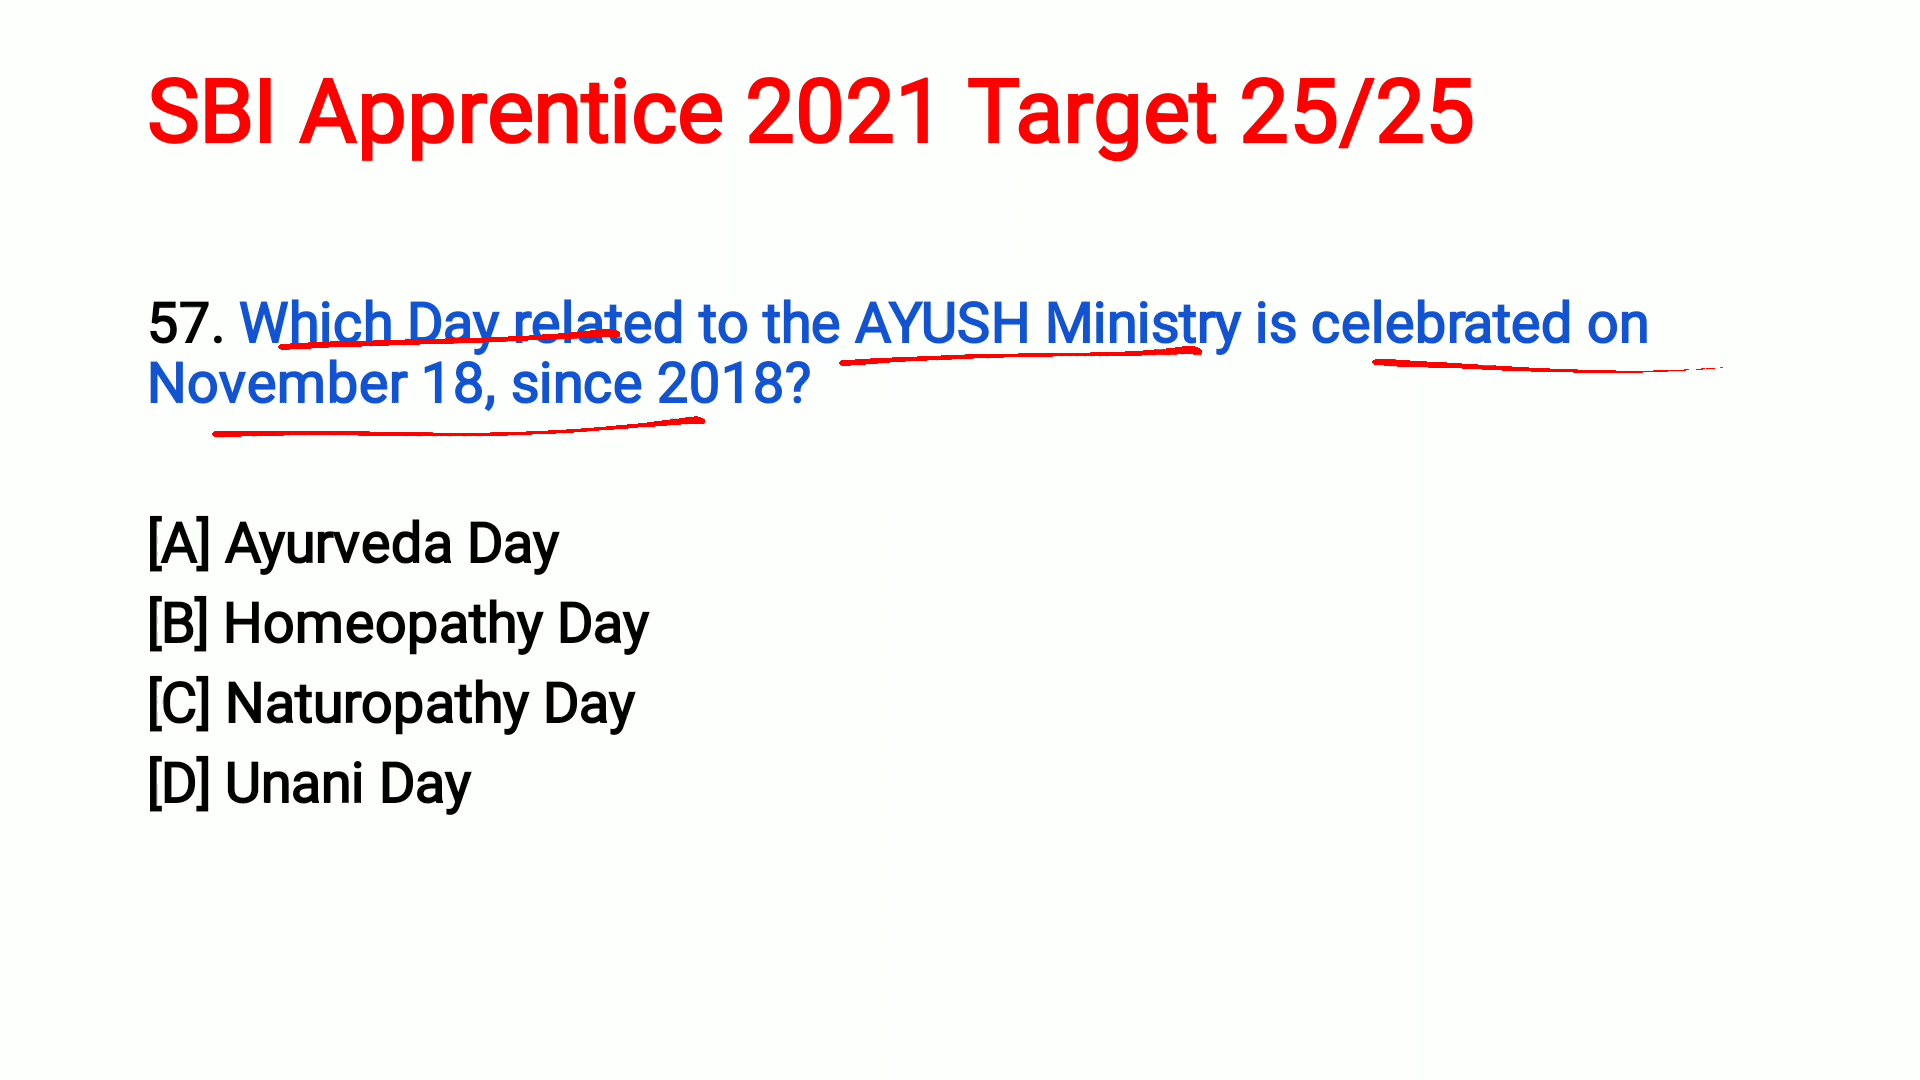 SBI Apprentice 2021 Target 25/25
57. Which Day related to the AYUSH Ministry is celebrated on
November 18, since 2018?
[A] Ayurveda Day
[B] Homeopathy Day
[C] Naturopathy Day
[D] Unani Day